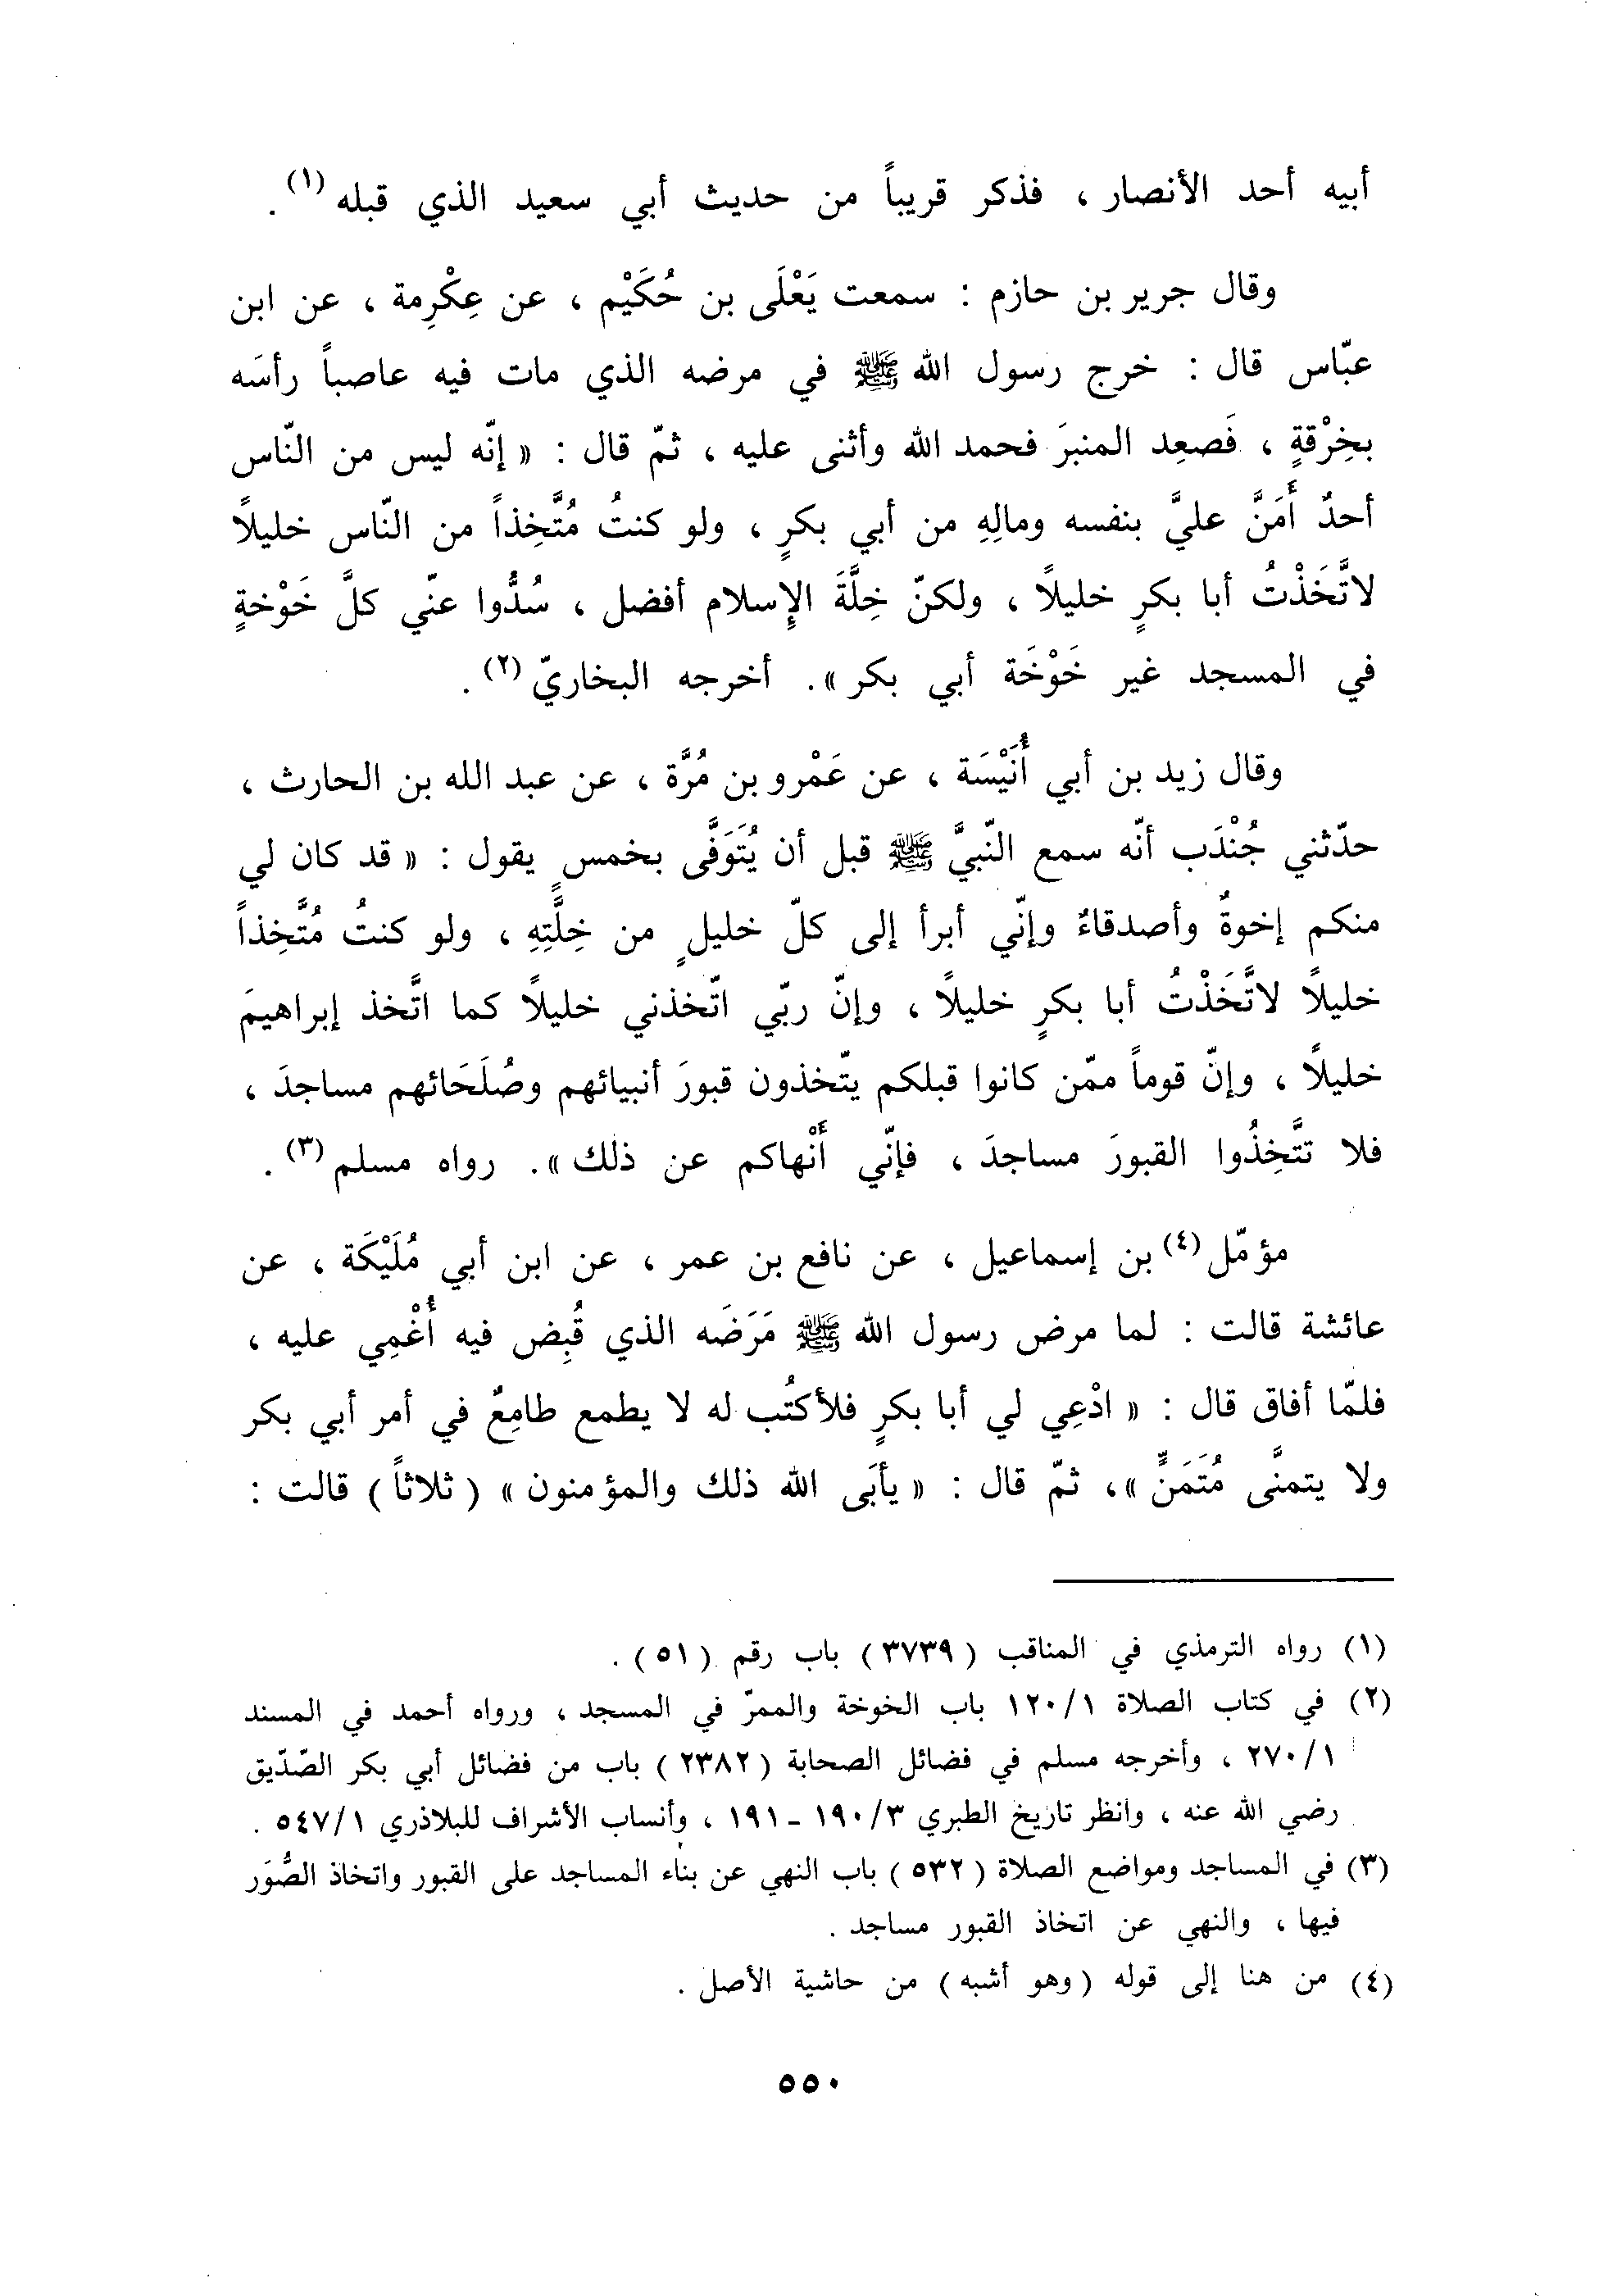 أبيه أحد الأنصار ، فذكر قريباً من حديث أبي سعيد الذي قبله (١) .
وقال جرير بن حازم : سمعت يَعْلَى بن حُكَيْم ، عن عِكْرِمة ، عن ابن
عبّاس قال : خرج رسول الله ﷺ في مرضه الذي مات فيه عاصباً رأسَه
بخِرْقةٍ ، فَصعِد المنبرَ فحمد الله وأثنى عليه ، ثمّ قال : « إنّه ليس من النّاس
أحدٌ أَمَنَّ عليَّ بنفسه ومالِهِ من أبي بكرٍ ، ولو كنتُ مُتَّخِذاً من النّاس خليلًا
لاتَّخَذْتُ أبا بكرٍ خليلًا ، ولكنّ خِلَّةَ الإِسلام أفضل ، سُدُّوا عنّي كلَّ خَوْخةٍ
في المسجد غير خَوْخَة أبي بكر ». أخرجه البخاريّ (٢) .
وقال زيد بن أبي أُنَيْسَة ، عن عَمْرو بن مُرَّة ، عن عبد الله بن الحارث ،
حدّثني جُنْدَب أنّه سمع النّبيَّ ﷺ قبل أن يُتَوَفَّى بخمسٍ يقول : « قد كان لي
منكم إخوةٌ وأصدقاءٌ وإنّي أبرأ إلى كلّ خليلٍ من خِلَّتِهِ ، ولو كنتُ مُتَّخِذاً
خليلًا لاتَّخَذْتُ أبا بكرٍ خليلًا ، وإنّ ربّي اتّخذني خليلًا كما اتَّخذ إبراهيمَ
خليلًا ، وإنّ قوماً ممّن كانوا قبلكم يتّخذون قبورَ أنبيائهم وصُلَحَائهم مساجدَ ،
فلا تتَّخِذُوا القبورَ مساجدَ ، فإنّي أَنْهاكم عن ذلك ». رواه مسلم (٣) .
مؤمّل (٤) بن إسماعيل ، عن نافع بن عمر ، عن ابن أبي مُلَيْكَة ، عن
عائشة قالت : لما مرض رسول الله ﷺ مَرَضَه الذي قُبِض فيه أُغْمِي عليه ،
فلمّا أفاق قال : « ادْعِي لي أبا بكرٍ فلأكتُب له لا يطمع طامِعٌ في أمر أبي بكر
ولا يتمنَّى مُتَمَنٍّ »، ثمّ قال : « يأبَى الله ذلك والمؤمنون » ( ثلاثاً ) قالت :
(١) رواه الترمذي في المناقب ( ٣٧٣٩ ) باب رقم ( ٥١ ) .
(٢) في كتاب الصلاة ١٢٠/١ باب الخوخة والممرّ في المسجد ، ورواه أحمد في المسند
٢٧٠/١ ، وأخرجه مسلم في فضائل الصحابة ( ٢٣٨٢ ) باب من فضائل أبي بكر الصّدّيق
رضي الله عنه ، وانظر تاريخ الطبري ١٩٠/٣ ـ ١٩١ ، وأنساب الأشراف للبلاذري ٥٤٧/١ .
(٣) في المساجد ومواضع الصلاة ( ٥٣٢ ) باب النهي عن بناء المساجد على القبور واتخاذ الصُّوَر
فيها ، والنهي عن اتخاذ القبور مساجد .
(٤) من هنا إلى قوله ( وهو أشبه ) من حاشية الأصل .
٥٥٠